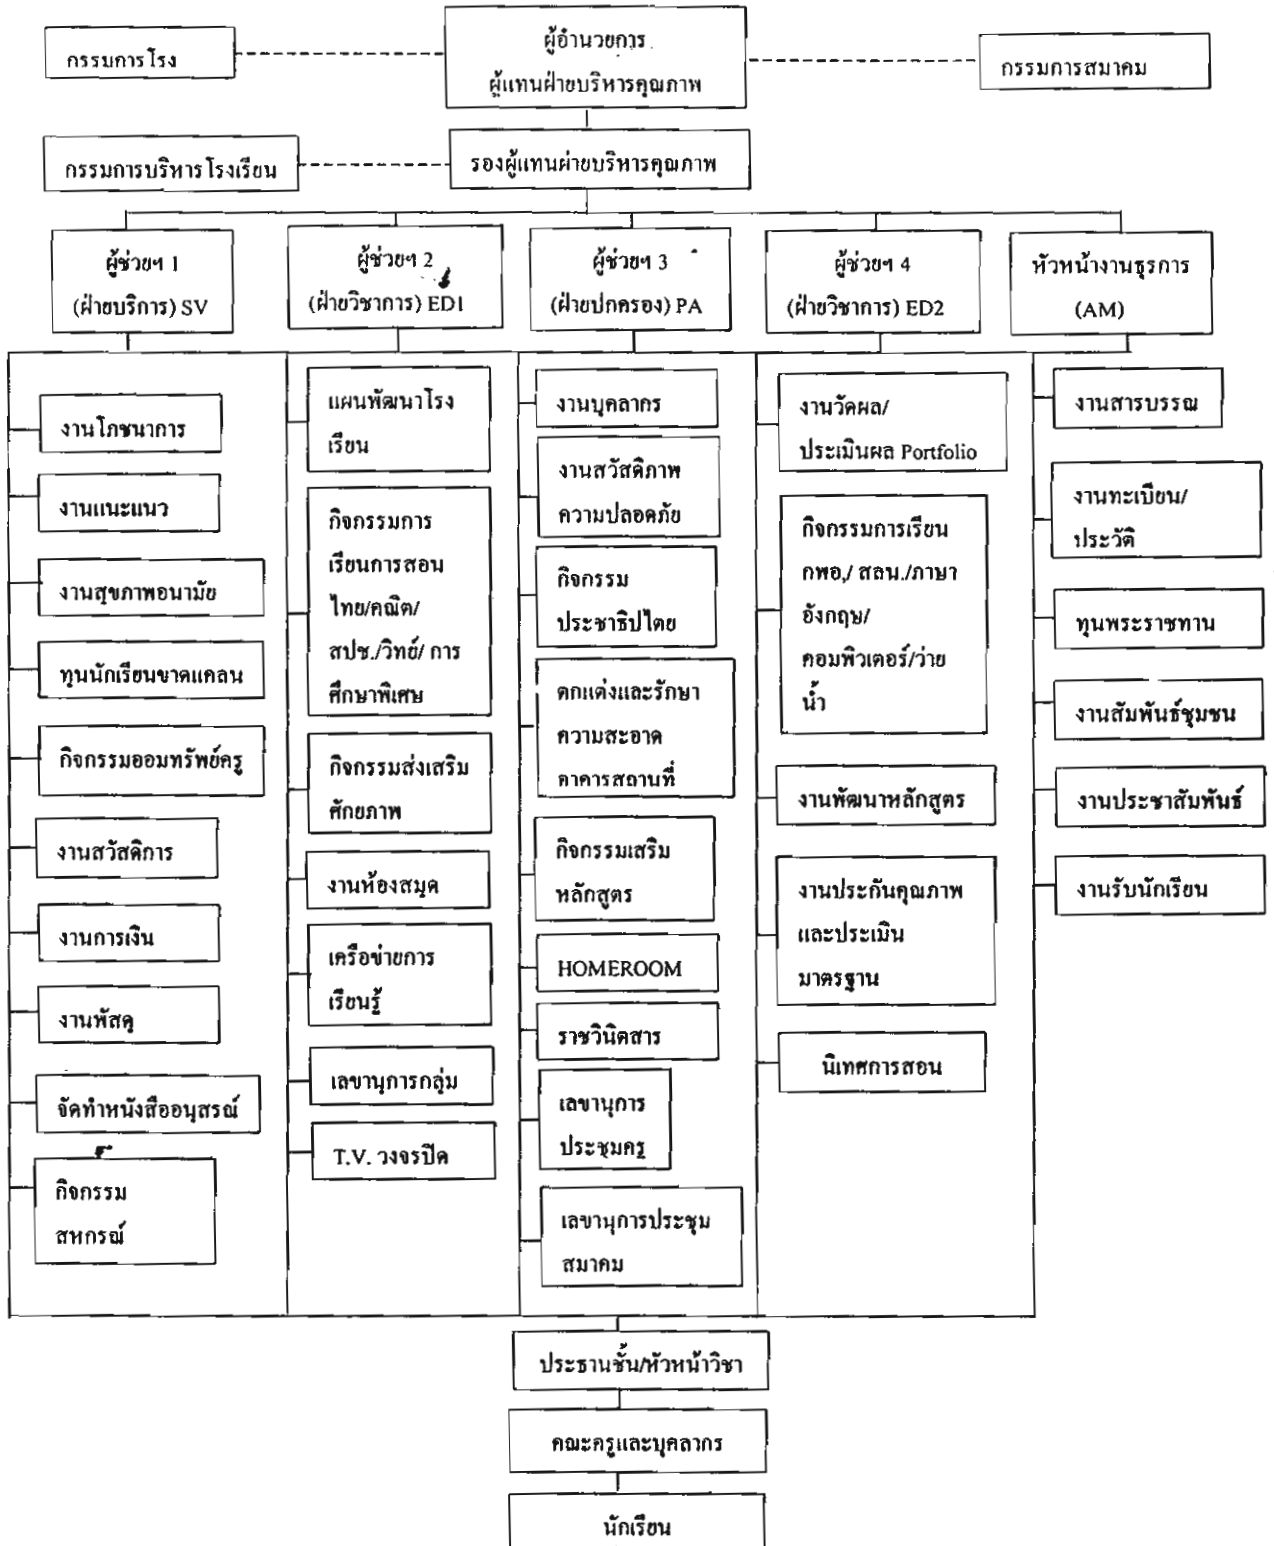 ผู้อำนวยการ
ผู้แทนฝ่ายบริหารคุณภาพ
กรรมการโรง
กรรมการสมาคม
กรรมการบริหารโรงเรียน
รองผู้แทนฝ่ายบริหารคุณภาพ
ผู้ช่วยฯ 1
(ฝ่ายบริการ) SV
ผู้ช่วยฯ 2
(ฝ่ายวิชาการ) ED1
ผู้ช่วยฯ 3
(ฝ่ายปกครอง) PA
ผู้ช่วยฯ 4
(ฝ่ายวิชาการ) ED2
หัวหน้างานธุรการ
(AM)
งานโภชนาการ
งานแนะแนว
งานสุขภาพอนามัย
ทุนนักเรียนขาดแคลน
กิจกรรมออมทรัพย์ครู
งานสวัสดิการ
งานการเงิน
งานพัสดุ
จัดทำหนังสืออนุสรณ์
กิจกรรม
สหกรณ์
แผนพัฒนาโรง
เรียน
กิจกรรมการ
เรียนการสอน
ไทย/คณิต/
สปช./วิทย์/ การ
ศึกษาพิเศษ
กิจกรรมส่งเสริม
ศักยภาพ
งานห้องสมุด
เครือข่ายการ
เรียนรู้
เลขานุการกลุ่ม
T.V. วงจรปิด
งานบุคลากร
งานสวัสดิภาพ
ความปลอดภัย
กิจกรรม
ประชาธิปไตย
ตกแต่งและรักษา
ความสะอาด
อาคารสถานที่
กิจกรรมเสริม
หลักสูตร
HOMEROOM
ราชวินิตสาร
เลขานุการ
ประชุมครู
เลขานุการประชุม
สมาคม
งานวัดผล/
ประเมินผล Portfolio
กิจกรรมการเรียน
กพอ,/ สลน./ภาษา
อังกฤษ/
คอมพิวเตอร์/ว่าย
น้ำ
งานพัฒนาหลักสูตร
งานประกันคุณภาพ
และประเมิน
มาตรฐาน
นิเทศการสอน
งานสารบรรณ
งานทะเบียน/
ประวัติ
ทุนพระราชทาน
งานสัมพันธ์ชุมชน
งานประชาสัมพันธ์
งานรับนักเรียน
ประธานชั้น/หัวหน้าวิชา
คณะครูและบุคลากร
นักเรียน